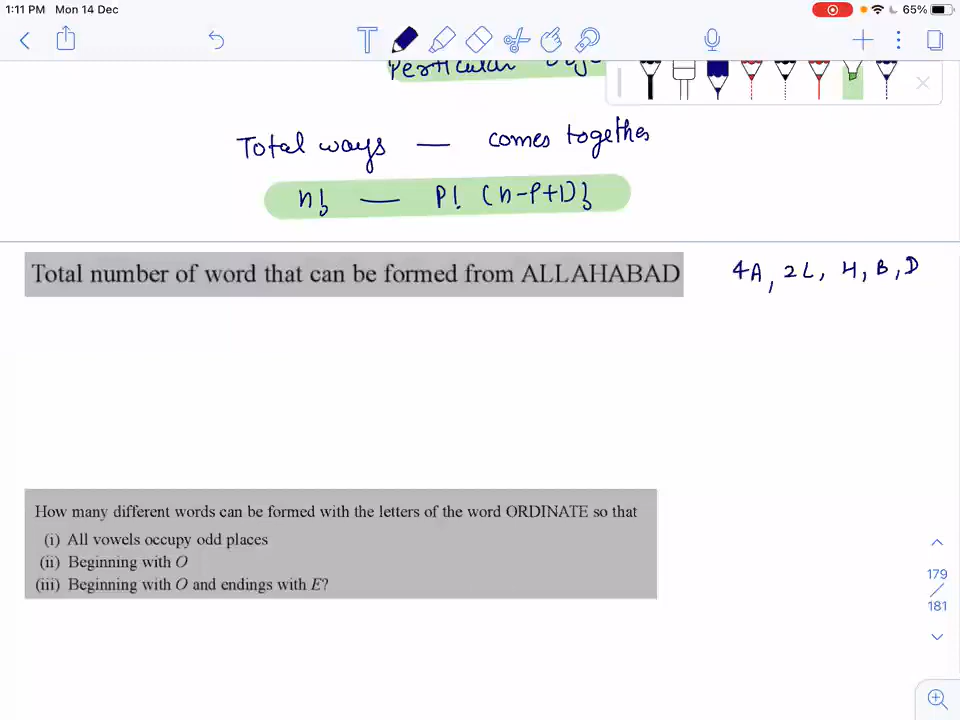 1:11 PM Mon 14 Dec 65%
Perticular
Total ways — comes together
n! — P! (n-P+1)!
Total number of word that can be formed from ALLAHABAD 4A, 2L, H, B, D
How many different words can be formed with the letters of the word ORDINATE so that
(i) All vowels occupy odd places
(ii) Beginning with O
(iii) Beginning with O and endings with E?
179
/
181